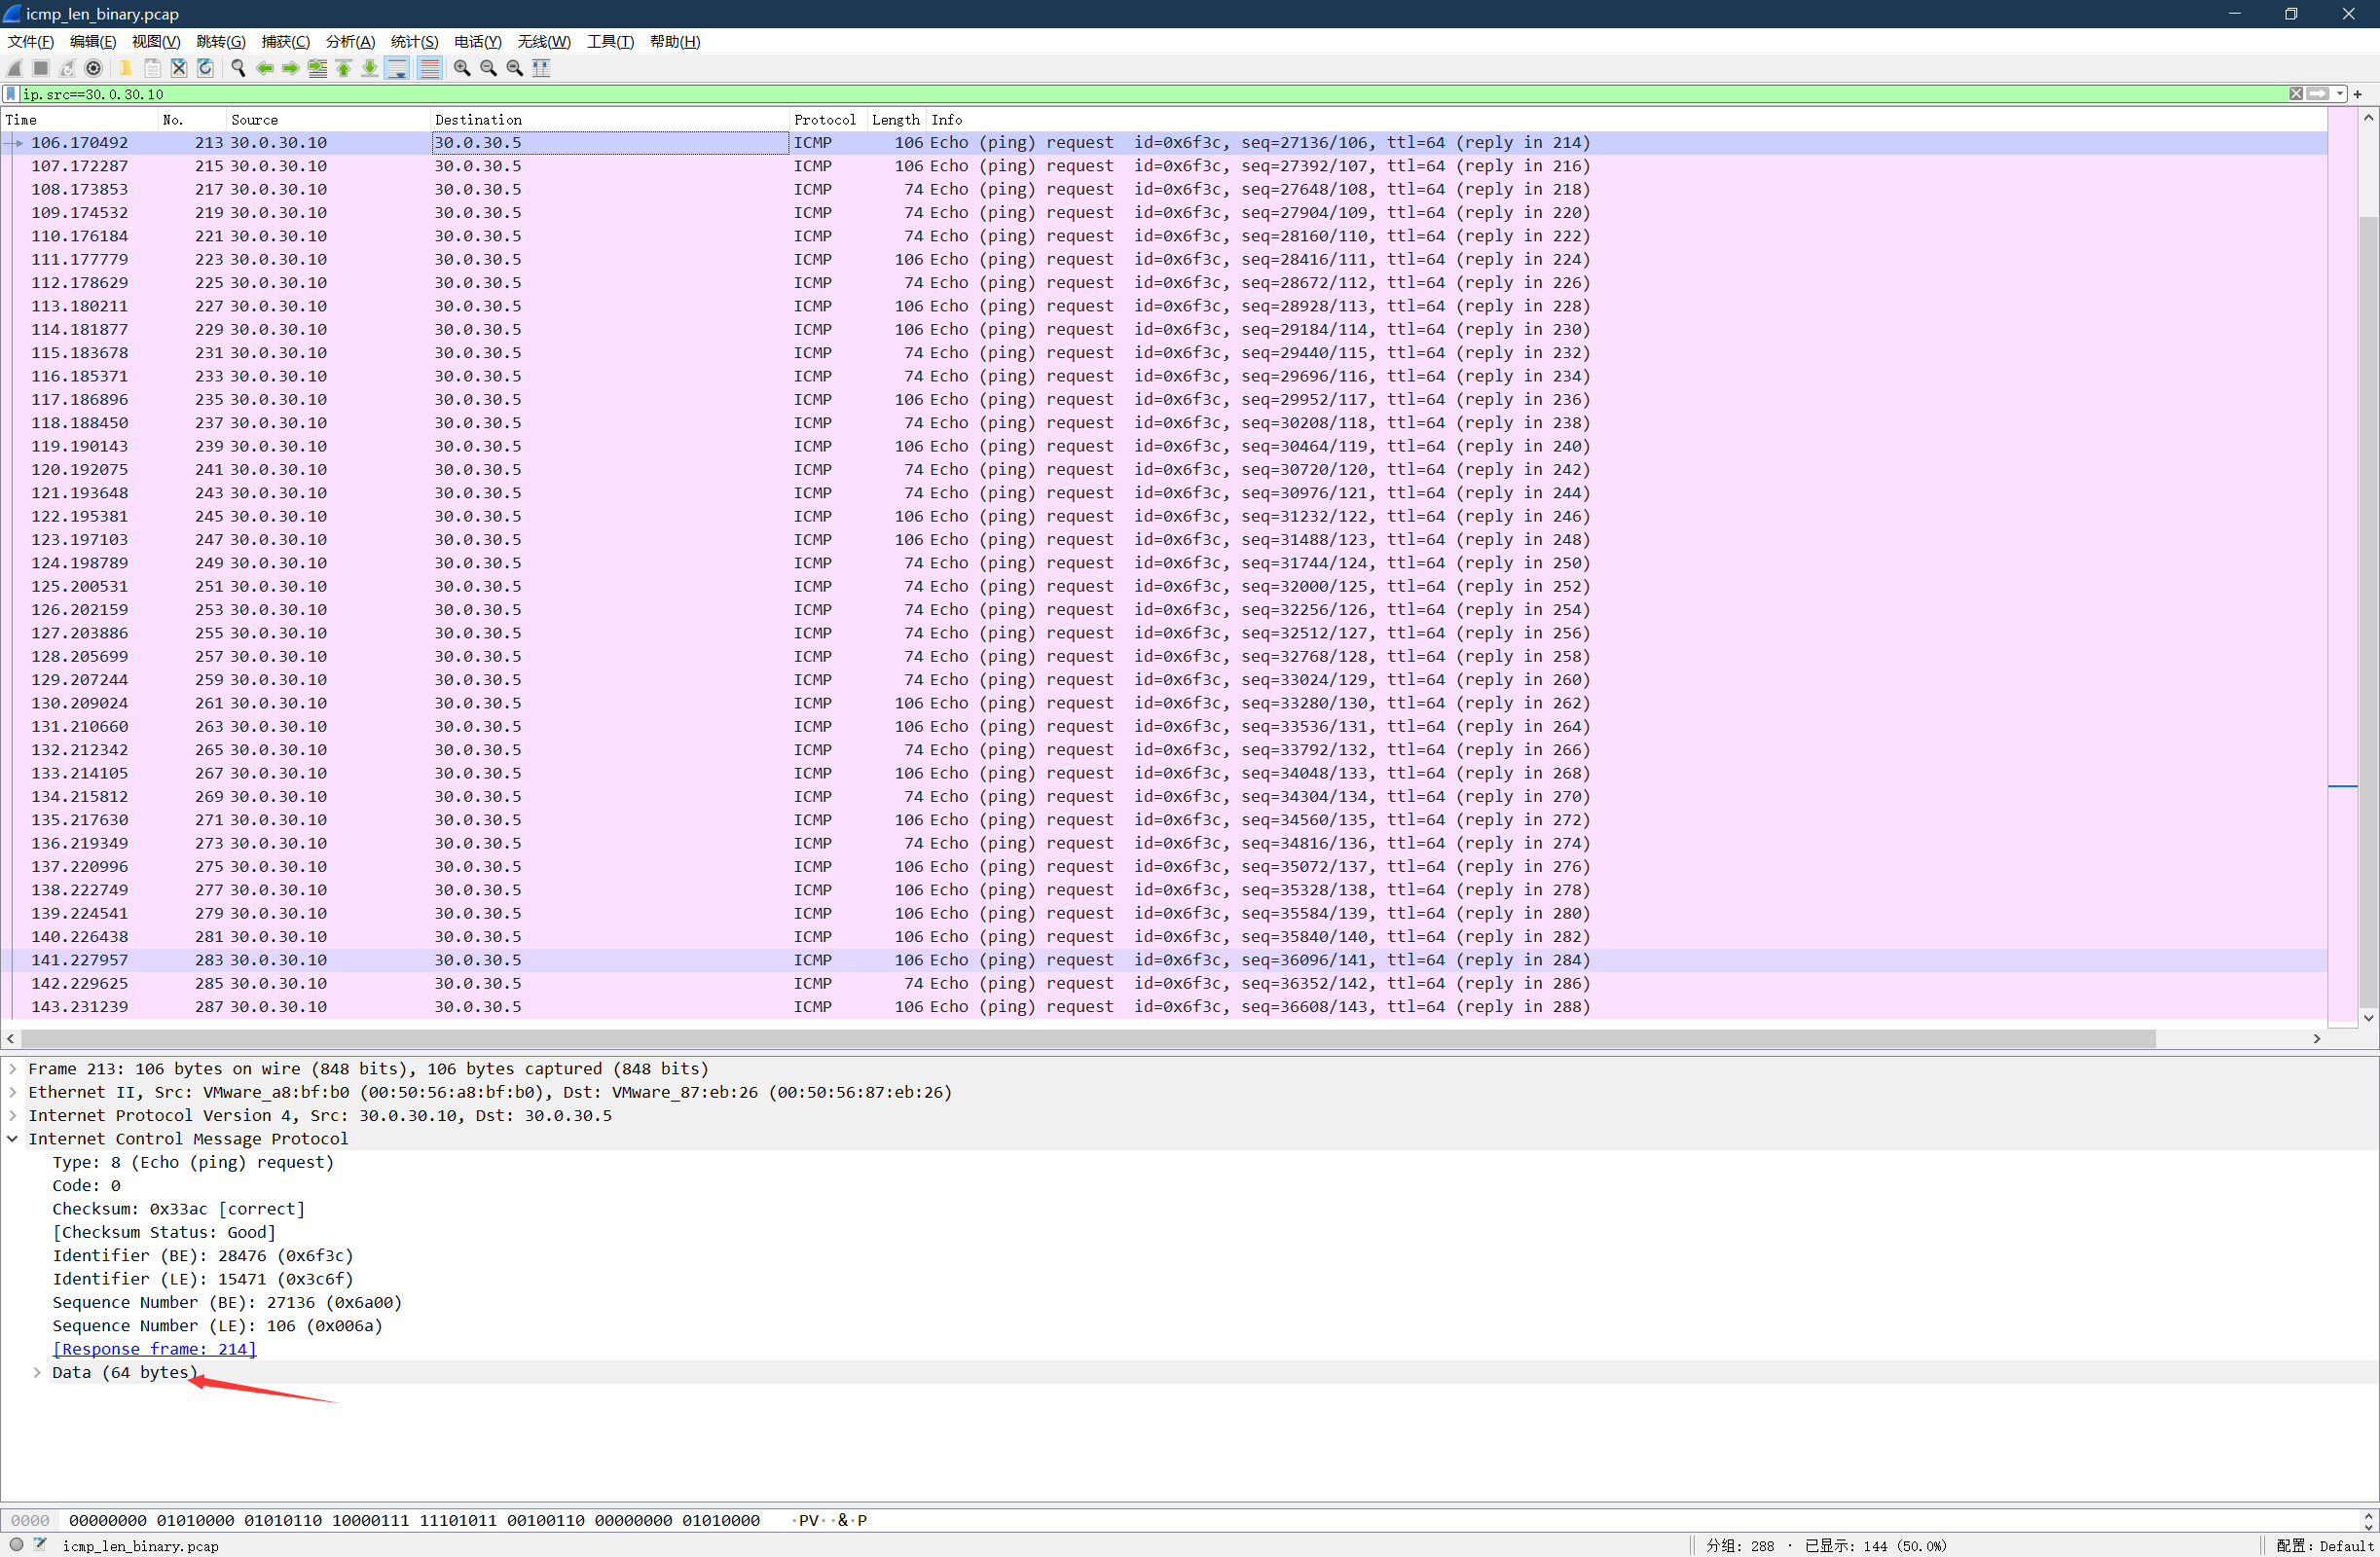 icmp_len_binary.pcap
文件(F) 编辑(E) 视图(V) 跳转(G) 捕获(C) 分析(A) 统计(S) 电话(Y) 无线(W) 工具(T) 帮助(H)
ip.src==30.0.30.10
Time No. Source Destination Protocol Length Info
106.170492 213 30.0.30.10 30.0.30.5 ICMP 106 Echo (ping) request id=0x6f3c, seq=27136/106, ttl=64 (reply in 214)
107.172287 215 30.0.30.10 30.0.30.5 ICMP 106 Echo (ping) request id=0x6f3c, seq=27392/107, ttl=64 (reply in 216)
108.173853 217 30.0.30.10 30.0.30.5 ICMP 74 Echo (ping) request id=0x6f3c, seq=27648/108, ttl=64 (reply in 218)
109.174532 219 30.0.30.10 30.0.30.5 ICMP 74 Echo (ping) request id=0x6f3c, seq=27904/109, ttl=64 (reply in 220)
110.176184 221 30.0.30.10 30.0.30.5 ICMP 74 Echo (ping) request id=0x6f3c, seq=28160/110, ttl=64 (reply in 222)
111.177779 223 30.0.30.10 30.0.30.5 ICMP 74 Echo (ping) request id=0x6f3c, seq=28416/111, ttl=64 (reply in 224)
112.178629 225 30.0.30.10 30.0.30.5 ICMP 74 Echo (ping) request id=0x6f3c, seq=28672/112, ttl=64 (reply in 226)
113.180211 227 30.0.30.10 30.0.30.5 ICMP 106 Echo (ping) request id=0x6f3c, seq=28928/113, ttl=64 (reply in 228)
114.181877 229 30.0.30.10 30.0.30.5 ICMP 106 Echo (ping) request id=0x6f3c, seq=29184/114, ttl=64 (reply in 230)
115.183678 231 30.0.30.10 30.0.30.5 ICMP 74 Echo (ping) request id=0x6f3c, seq=29440/115, ttl=64 (reply in 232)
116.185371 233 30.0.30.10 30.0.30.5 ICMP 74 Echo (ping) request id=0x6f3c, seq=29696/116, ttl=64 (reply in 234)
117.186896 235 30.0.30.10 30.0.30.5 ICMP 106 Echo (ping) request id=0x6f3c, seq=29952/117, ttl=64 (reply in 236)
118.188450 237 30.0.30.10 30.0.30.5 ICMP 74 Echo (ping) request id=0x6f3c, seq=30208/118, ttl=64 (reply in 238)
119.190143 239 30.0.30.10 30.0.30.5 ICMP 106 Echo (ping) request id=0x6f3c, seq=30464/119, ttl=64 (reply in 240)
120.192075 241 30.0.30.10 30.0.30.5 ICMP 74 Echo (ping) request id=0x6f3c, seq=30720/120, ttl=64 (reply in 242)
121.193648 243 30.0.30.10 30.0.30.5 ICMP 74 Echo (ping) request id=0x6f3c, seq=30976/121, ttl=64 (reply in 244)
122.195381 245 30.0.30.10 30.0.30.5 ICMP 106 Echo (ping) request id=0x6f3c, seq=31232/122, ttl=64 (reply in 246)
123.197103 247 30.0.30.10 30.0.30.5 ICMP 106 Echo (ping) request id=0x6f3c, seq=31488/123, ttl=64 (reply in 248)
124.198789 249 30.0.30.10 30.0.30.5 ICMP 74 Echo (ping) request id=0x6f3c, seq=31744/124, ttl=64 (reply in 250)
125.200531 251 30.0.30.10 30.0.30.5 ICMP 74 Echo (ping) request id=0x6f3c, seq=32000/125, ttl=64 (reply in 252)
126.202159 253 30.0.30.10 30.0.30.5 ICMP 74 Echo (ping) request id=0x6f3c, seq=32256/126, ttl=64 (reply in 254)
127.203886 255 30.0.30.10 30.0.30.5 ICMP 74 Echo (ping) request id=0x6f3c, seq=32512/127, ttl=64 (reply in 256)
128.205699 257 30.0.30.10 30.0.30.5 ICMP 74 Echo (ping) request id=0x6f3c, seq=32768/128, ttl=64 (reply in 258)
129.207244 259 30.0.30.10 30.0.30.5 ICMP 74 Echo (ping) request id=0x6f3c, seq=33024/129, ttl=64 (reply in 260)
130.209024 261 30.0.30.10 30.0.30.5 ICMP 106 Echo (ping) request id=0x6f3c, seq=33280/130, ttl=64 (reply in 262)
131.210660 263 30.0.30.10 30.0.30.5 ICMP 106 Echo (ping) request id=0x6f3c, seq=33536/131, ttl=64 (reply in 264)
132.212342 265 30.0.30.10 30.0.30.5 ICMP 74 Echo (ping) request id=0x6f3c, seq=33792/132, ttl=64 (reply in 266)
133.214105 267 30.0.30.10 30.0.30.5 ICMP 106 Echo (ping) request id=0x6f3c, seq=34048/133, ttl=64 (reply in 268)
134.215812 269 30.0.30.10 30.0.30.5 ICMP 74 Echo (ping) request id=0x6f3c, seq=34304/134, ttl=64 (reply in 270)
135.217630 271 30.0.30.10 30.0.30.5 ICMP 106 Echo (ping) request id=0x6f3c, seq=34560/135, ttl=64 (reply in 272)
136.219349 273 30.0.30.10 30.0.30.5 ICMP 74 Echo (ping) request id=0x6f3c, seq=34816/136, ttl=64 (reply in 274)
137.220996 275 30.0.30.10 30.0.30.5 ICMP 106 Echo (ping) request id=0x6f3c, seq=35072/137, ttl=64 (reply in 276)
138.222749 277 30.0.30.10 30.0.30.5 ICMP 106 Echo (ping) request id=0x6f3c, seq=35328/138, ttl=64 (reply in 278)
139.224541 279 30.0.30.10 30.0.30.5 ICMP 106 Echo (ping) request id=0x6f3c, seq=35584/139, ttl=64 (reply in 280)
140.226438 281 30.0.30.10 30.0.30.5 ICMP 106 Echo (ping) request id=0x6f3c, seq=35840/140, ttl=64 (reply in 282)
141.227957 283 30.0.30.10 30.0.30.5 ICMP 106 Echo (ping) request id=0x6f3c, seq=36096/141, ttl=64 (reply in 284)
142.229625 285 30.0.30.10 30.0.30.5 ICMP 74 Echo (ping) request id=0x6f3c, seq=36352/142, ttl=64 (reply in 286)
143.231239 287 30.0.30.10 30.0.30.5 ICMP 106 Echo (ping) request id=0x6f3c, seq=36608/143, ttl=64 (reply in 288)
Frame 213: 106 bytes on wire (848 bits), 106 bytes captured (848 bits)
Ethernet II, Src: VMware_a8:bf:b0 (00:50:56:a8:bf:b0), Dst: VMware_87:eb:26 (00:50:56:87:eb:26)
Internet Protocol Version 4, Src: 30.0.30.10, Dst: 30.0.30.5
Internet Control Message Protocol
Type: 8 (Echo (ping) request)
Code: 0
Checksum: 0x33ac [correct]
[Checksum Status: Good]
Identifier (BE): 28476 (0x6f3c)
Identifier (LE): 15471 (0x3c6f)
Sequence Number (BE): 27136 (0x6a00)
Sequence Number (LE): 106 (0x006a)
[Response frame: 214]
Data (64 bytes)
0000 00000000 01010000 01010110 10000111 11101011 00100110 00000000 01010000 ·PV··&·P
icmp_len_binary.pcap 分组: 288 · 已显示: 144 (50.0%) 配置: Default